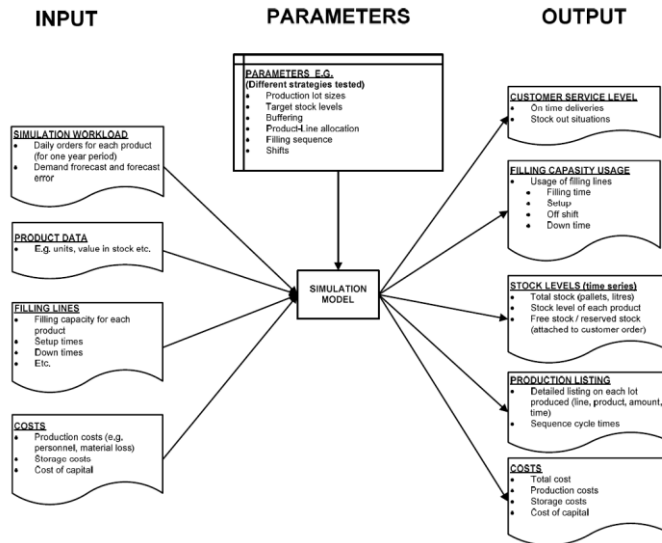 INPUT
PARAMETERS
OUTPUT
SIMULATION WORKLOAD
• Daily orders for each product
(for one year period)
• Demand frorecast and forecast
error
PRODUCT DATA
• E.g. units, value in stock etc.
FILLING LINES
• Filling capacity for each
product
• Setup times
• Down times
• Etc.
COSTS
• Production costs (e.g,
personnel, material loss)
• Storage costs
• Cost of capital
PARAMETERS E.G.
(Different strategies tested)
• Production lot sizes
• Target stock levels
• Buffering
• Product-Line allocation
• Filling sequence
• Shifts
SIMULATION
MODEL
CUSTOMER SERVICE LEVEL
• On time deliveries
• Stock out situations
FILLING CAPASITY USAGE
• Usage of filling lines
• Filling time
• Setup
• Off shift
• Down time
STOCK LEVELS (time series)
• Total stock (pallets, litres)
• Stock level of each product
• Free stock / reserved stock
(attached to customer order)
PRODUCTION LISTING
• Detailed listing on each lot
produced (line, product, amount,
time)
• Sequence cycle times
COSTS
• Total cost
• Production costs
• Storage costs
• Cost of capital